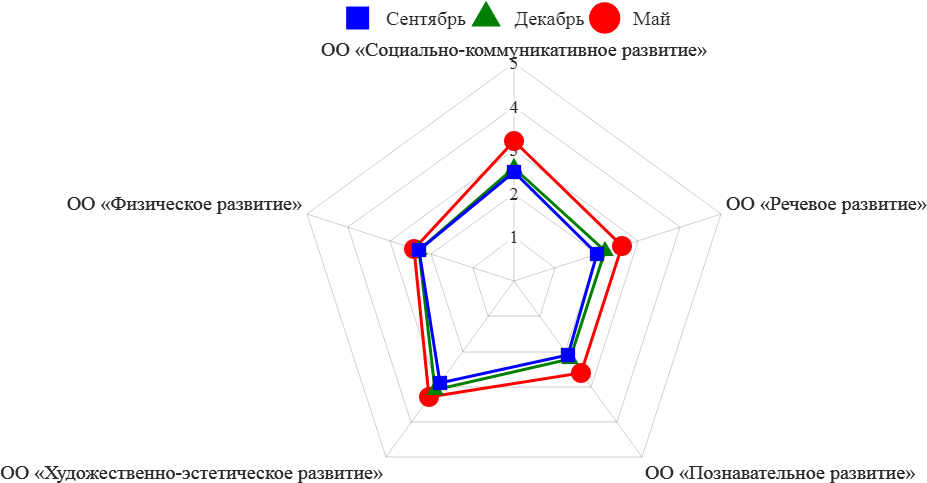 Сентябрь Декабрь Май
ОО «Социально-коммуникативное развитие»
5
4
3
2
1
ОО «Физическое развитие»
ОО «Речевое развитие»
ОО «Художественно-эстетическое развитие»
ОО «Познавательное развитие»